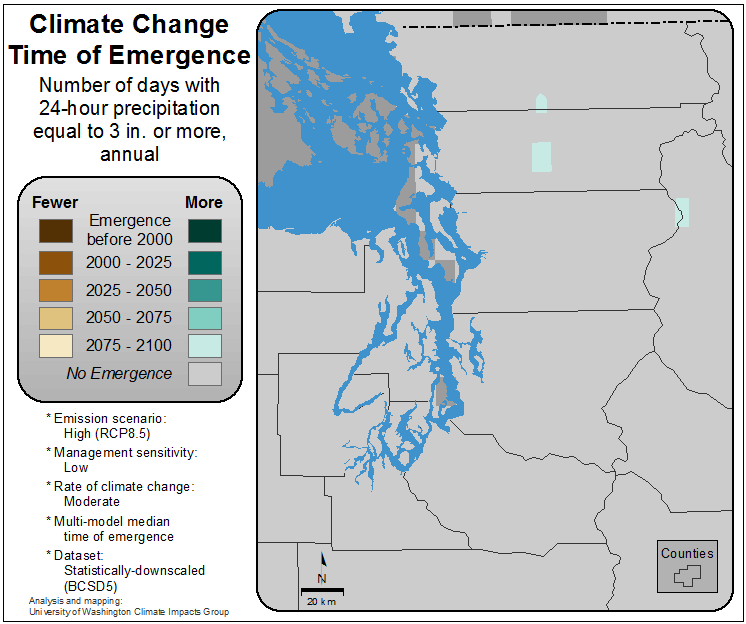 Climate Change
Time of Emergence
Number of days with
24-hour precipitation
equal to 3 in. or more,
annual
Fewer More
Emergence
before 2000
2000 - 2025
2025 - 2050
2050 - 2075
2075 - 2100
No Emergence
* Emission scenario:
High (RCP8.5)
* Management sensitivity:
Low
* Rate of climate change:
Moderate
* Multi-model median
time of emergence
* Dataset:
Statistically-downscaled
(BCSD5)
Analysis and mapping:
University of Washington Climate Impacts Group
N
20 km
Counties